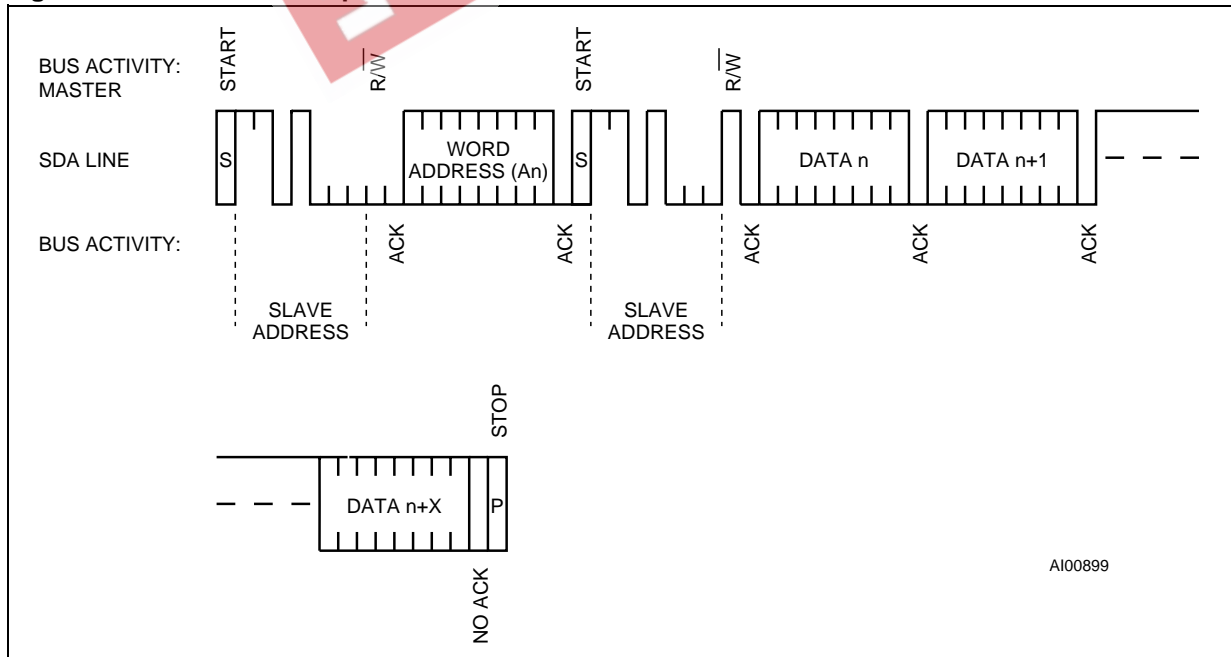 BUS ACTIVITY:
MASTER
START
R/W
START
R/W
SDA LINE
S
WORD
ADDRESS (An)
S
DATA n
DATA n+1
BUS ACTIVITY:
ACK
ACK
ACK
ACK
ACK
SLAVE
ADDRESS
SLAVE
ADDRESS
STOP
DATA n+X
P
NO ACK
AI00899